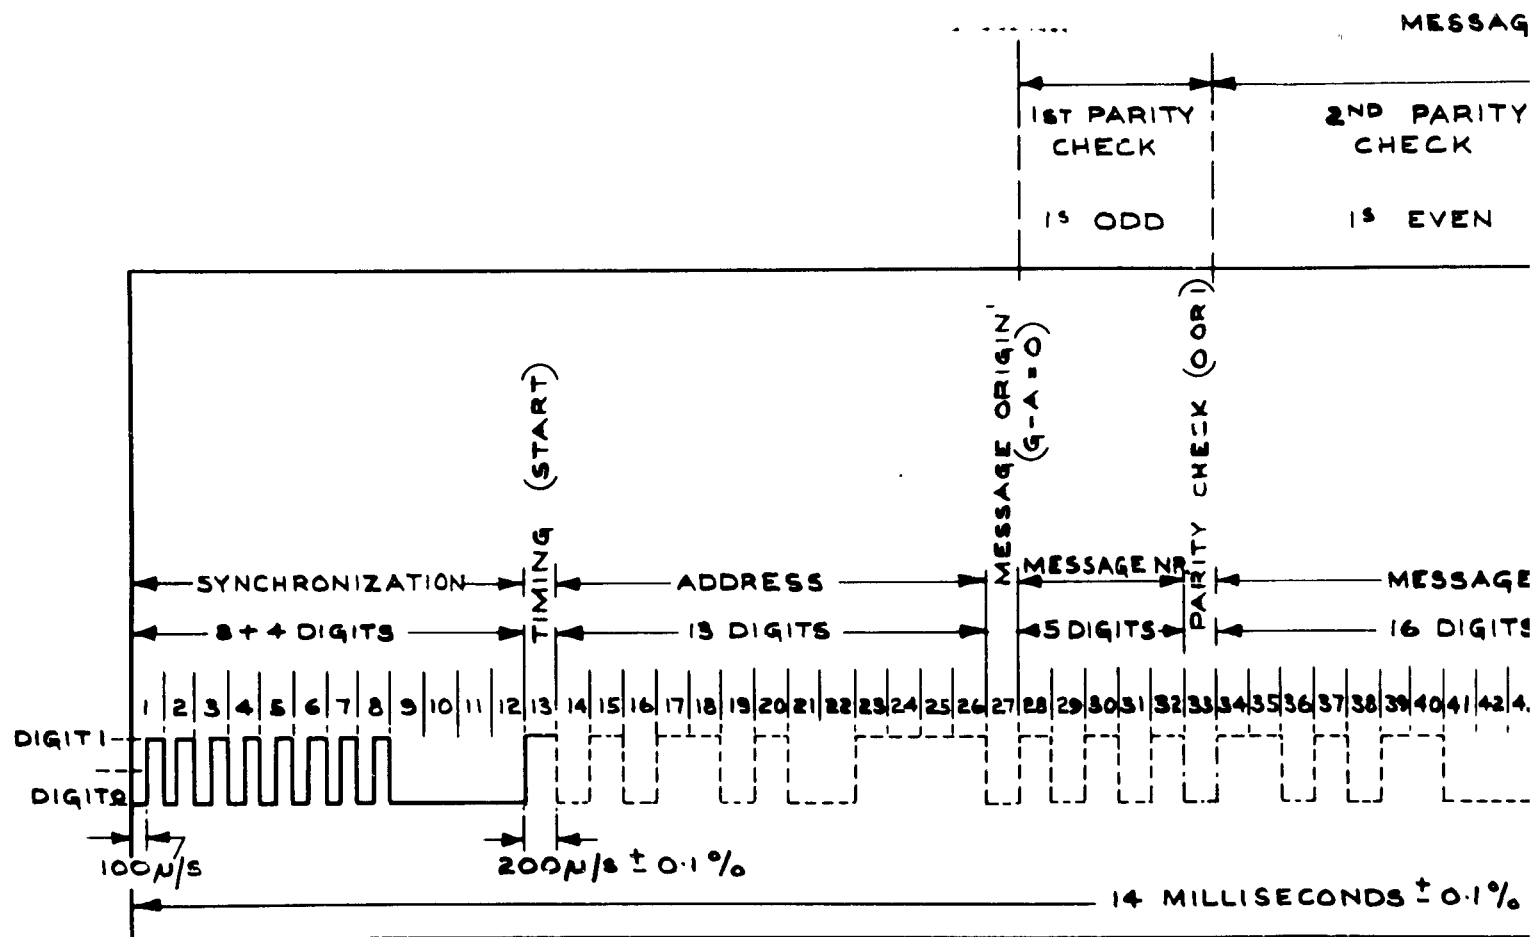 MESSAG
1ST PARITY CHECK
2ND PARITY CHECK
1S ODD
1S EVEN
TIMING (START)
MESSAGE ORIGIN
(G-A=0)
PARITY CHECK (0 OR 1)
SYNCHRONIZATION
ADDRESS
MESSAGE NR
MESSAGE
8+4 DIGITS
13 DIGITS
5 DIGITS
16 DIGITS
1 2 3 4 5 6 7 8 9 10 11 12 13 14 15 16 17 18 19 20 21 22 23 24 25 26 27 28 29 30 31 32 33 34 35 36 37 38 39 40 41 42 4
DIGIT 1
DIGIT 0
100μ/s
200μ/s ± 0.1%
14 MILLISECONDS ± 0.1%